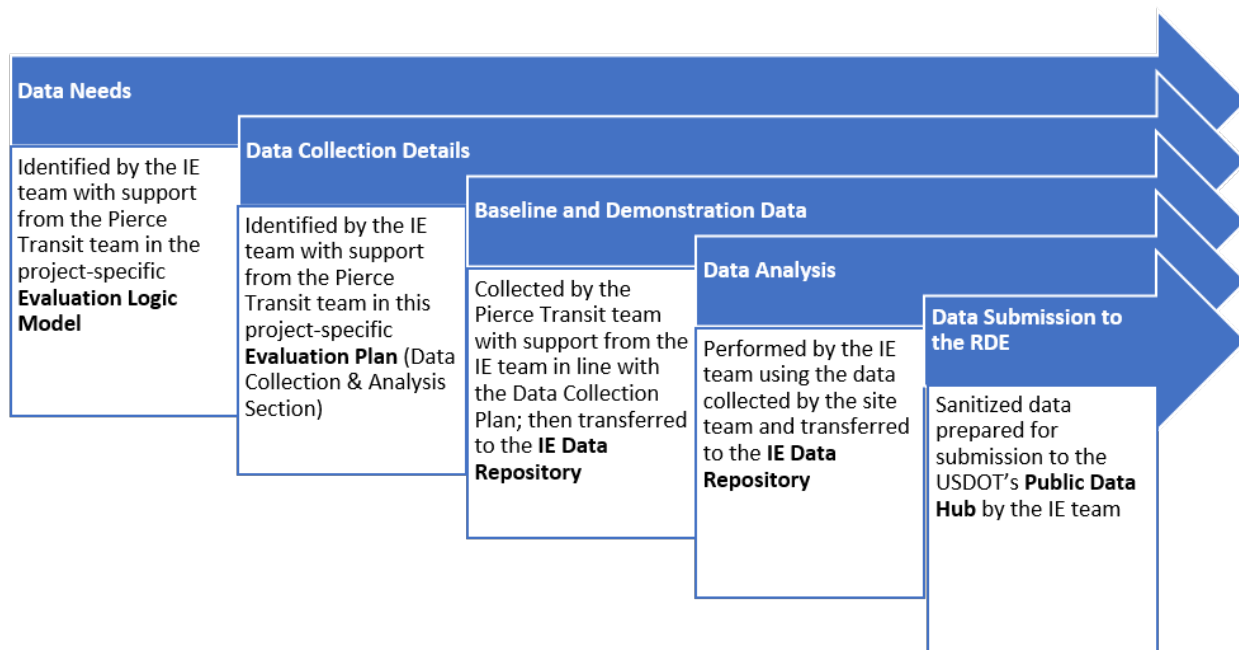 Data Needs
Identified by the IE
team with support
from the Pierce
Transit team in the
project-specific
Evaluation Logic
Model
Data Collection Details
Identified by the IE
team with support
from the Pierce
Transit team in this
project-specific
Evaluation Plan (Data
Collection & Analysis
Section)
Baseline and Demonstration Data
Collected by the
Pierce Transit team
with support from the
IE team in line with
the Data Collection
Plan; then transferred
to the IE Data
Repository
Data Analysis
Performed by the IE
team using the data
collected by the site
team and transferred
to the IE Data
Repository
Data Submission to
the RDE
Sanitized data
prepared for
submission to the
USDOT’s Public Data
Hub by the IE team